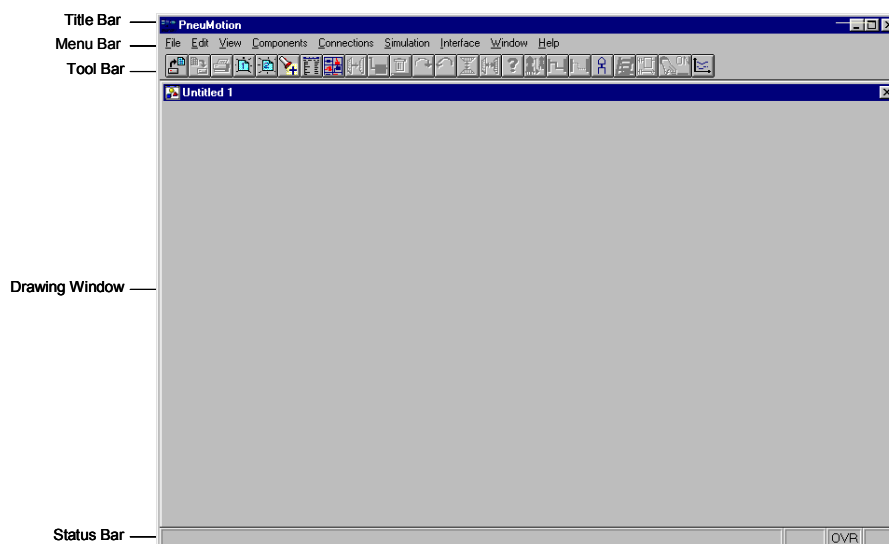 Title Bar
PneuMotion
Menu Bar
File Edit View Components Connections Simulation Interface Window Help
Tool Bar
ON
Untitled 1
Drawing Window
Status Bar
OVR